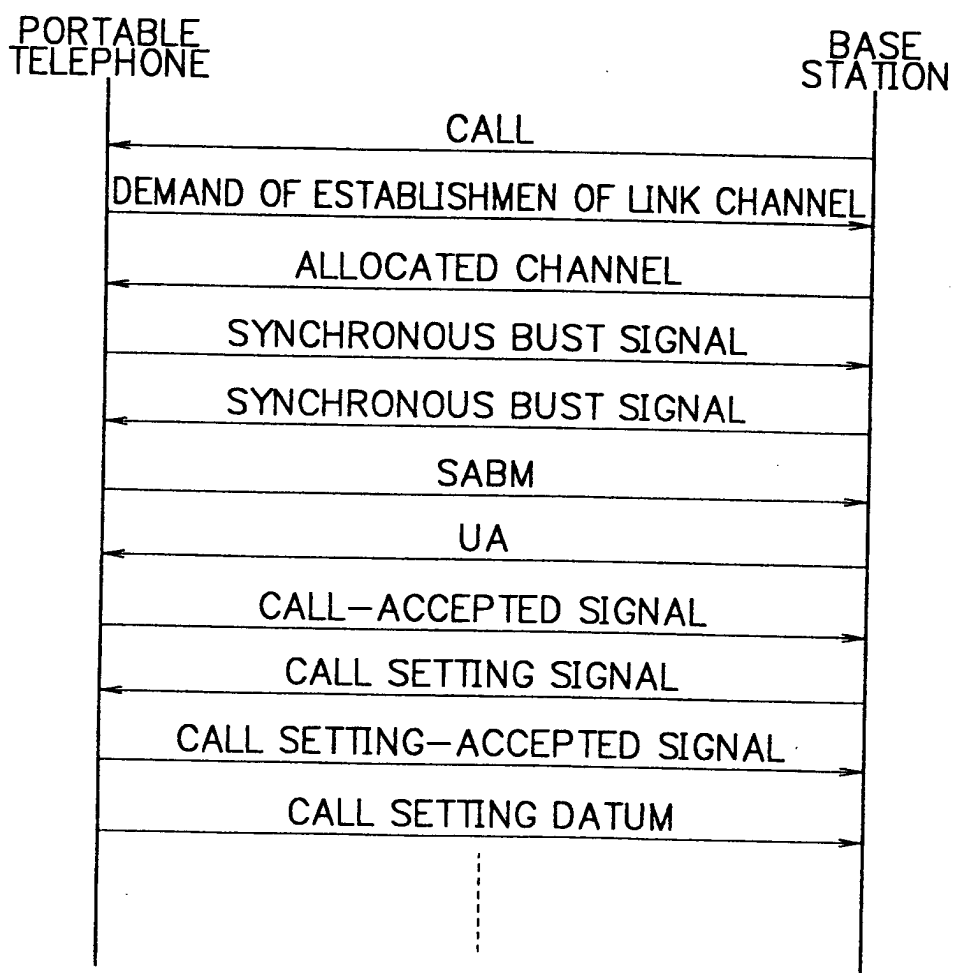 PORTABLE
TELEPHONE
BASE
STATION
CALL
DEMAND OF ESTABLISHMEN OF LINK CHANNEL
ALLOCATED CHANNEL
SYNCHRONOUS BUST SIGNAL
SYNCHRONOUS BUST SIGNAL
SABM
UA
CALL-ACCEPTED SIGNAL
CALL SETTING SIGNAL
CALL SETTING-ACCEPTED SIGNAL
CALL SETTING DATUM